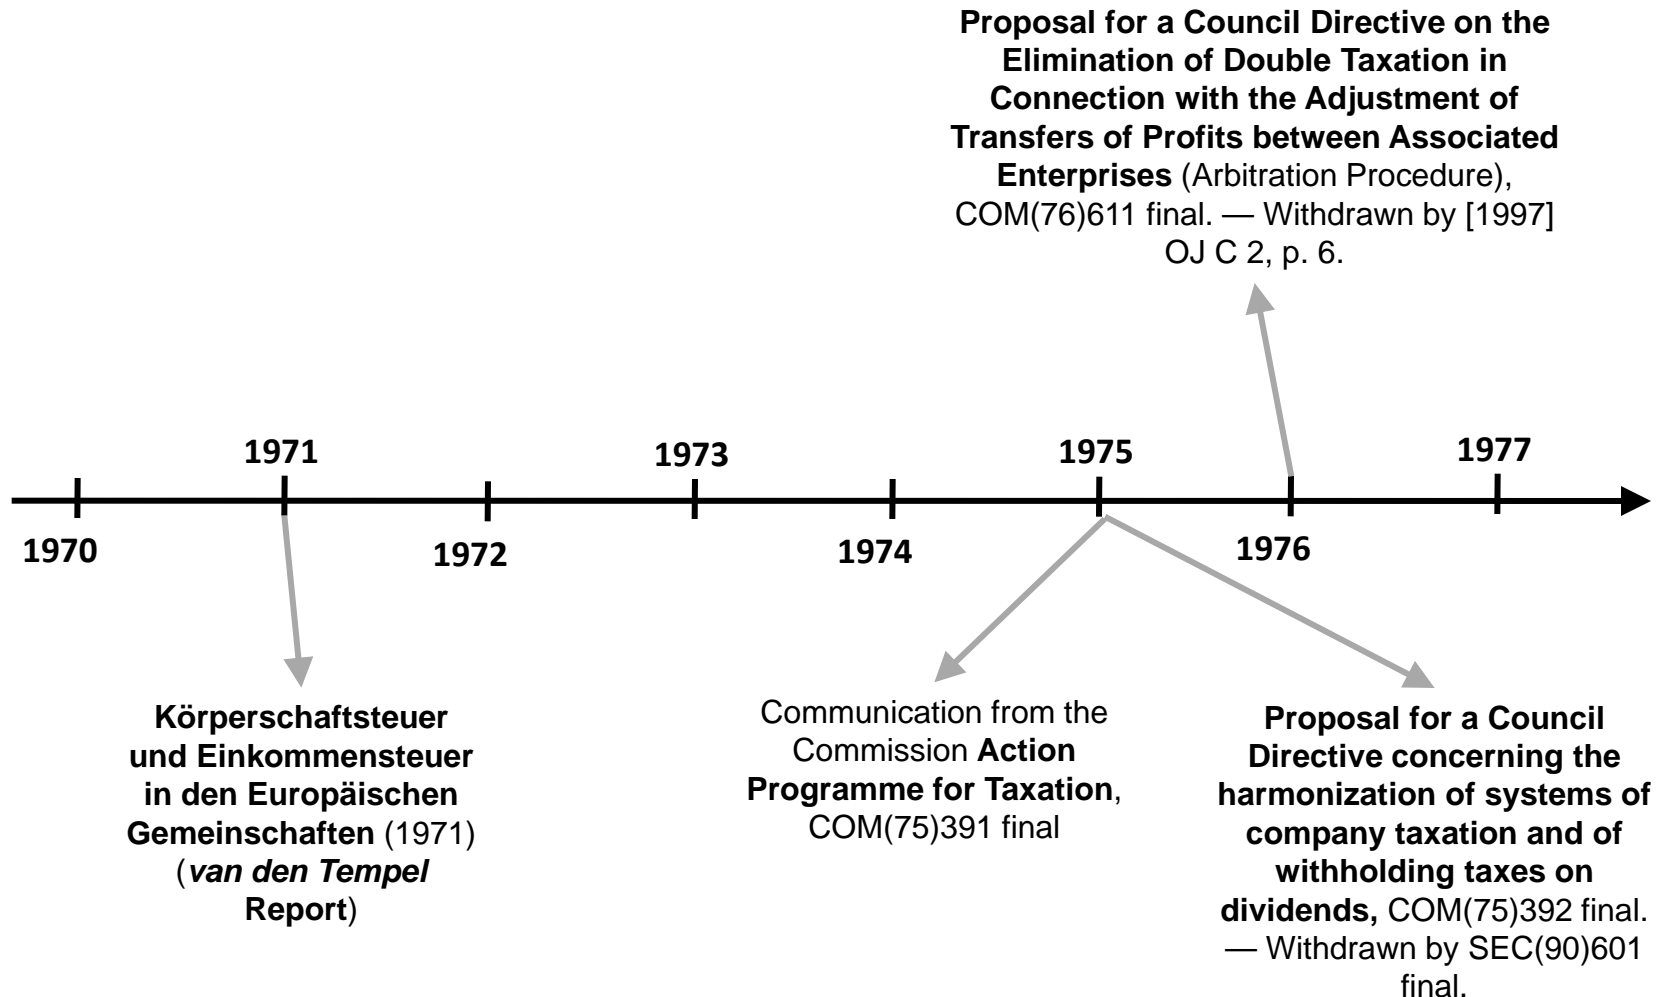 Proposal for a Council Directive on the
Elimination of Double Taxation in
Connection with the Adjustment of
Transfers of Profits between Associated
Enterprises (Arbitration Procedure),
COM(76)611 final. — Withdrawn by [1997]
OJ C 2, p. 6.
1971
1973
1975
1977
1970
1972
1974
1976
Körperschaftsteuer
und Einkommensteuer
in den Europäischen
Gemeinschaften (1971)
(van den Tempel
Report)
Communication from the
Commission Action
Programme for Taxation,
COM(75)391 final
Proposal for a Council
Directive concerning the
harmonization of systems of
company taxation and of
withholding taxes on
dividends, COM(75)392 final.
— Withdrawn by SEC(90)601
final.